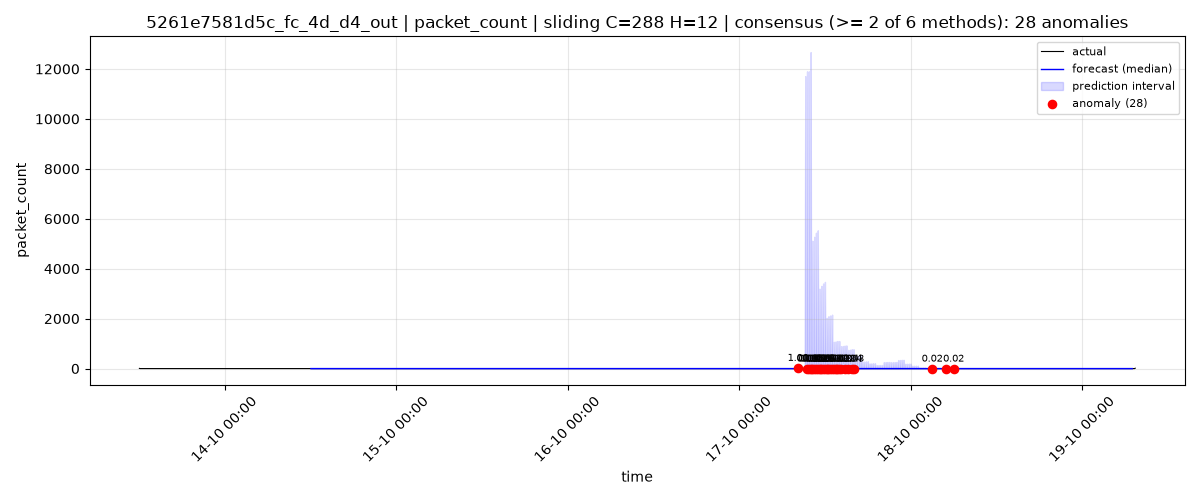 5261e7581d5c_fc_4d_d4_out | packet_count | sliding C=288 H=12 | consensus (>= 2 of 6 methods): 28 anomalies
actual
forecast (median)
prediction interval
anomaly (28)
12000
10000
8000
6000
4000
2000
0
packet_count
0.02
0.02
14-10 00:00
15-10 00:00
16-10 00:00
17-10 00:00
18-10 00:00
19-10 00:00
time